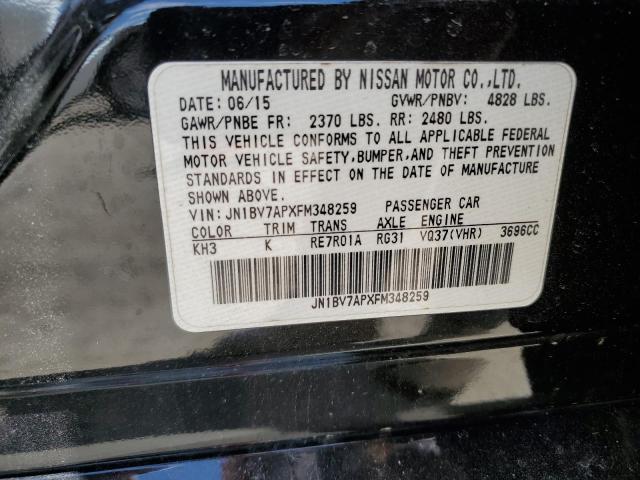 MANUFACTURED BY NISSAN MOTOR CO.,LTD.
DATE: 06/15 GVWR/PNBV: 4828 LBS.
GAWR/PNBE FR: 2370 LBS. RR: 2480 LBS.
THIS VEHICLE CONFORMS TO ALL APPLICABLE FEDERAL
MOTOR VEHICLE SAFETY,BUMPER,AND THEFT PREVENTION
STANDARDS IN EFFECT ON THE DATE OF MANUFACTURE
SHOWN ABOVE.
VIN: JN1BV7APXFM348259 PASSENGER CAR
COLOR TRIM TRANS AXLE ENGINE
KH3 K RE7R01A RG31 VQ37(VHR) 3696CC
JN1BV7APXFM348259